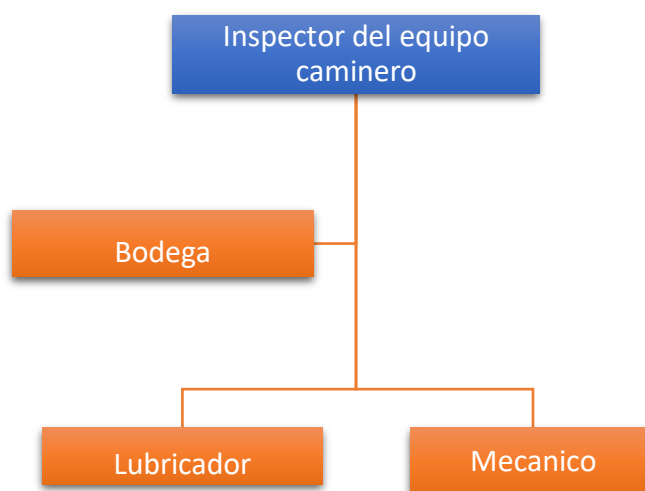 Inspector del equipo
caminero
Bodega
Lubricador
Mecanico